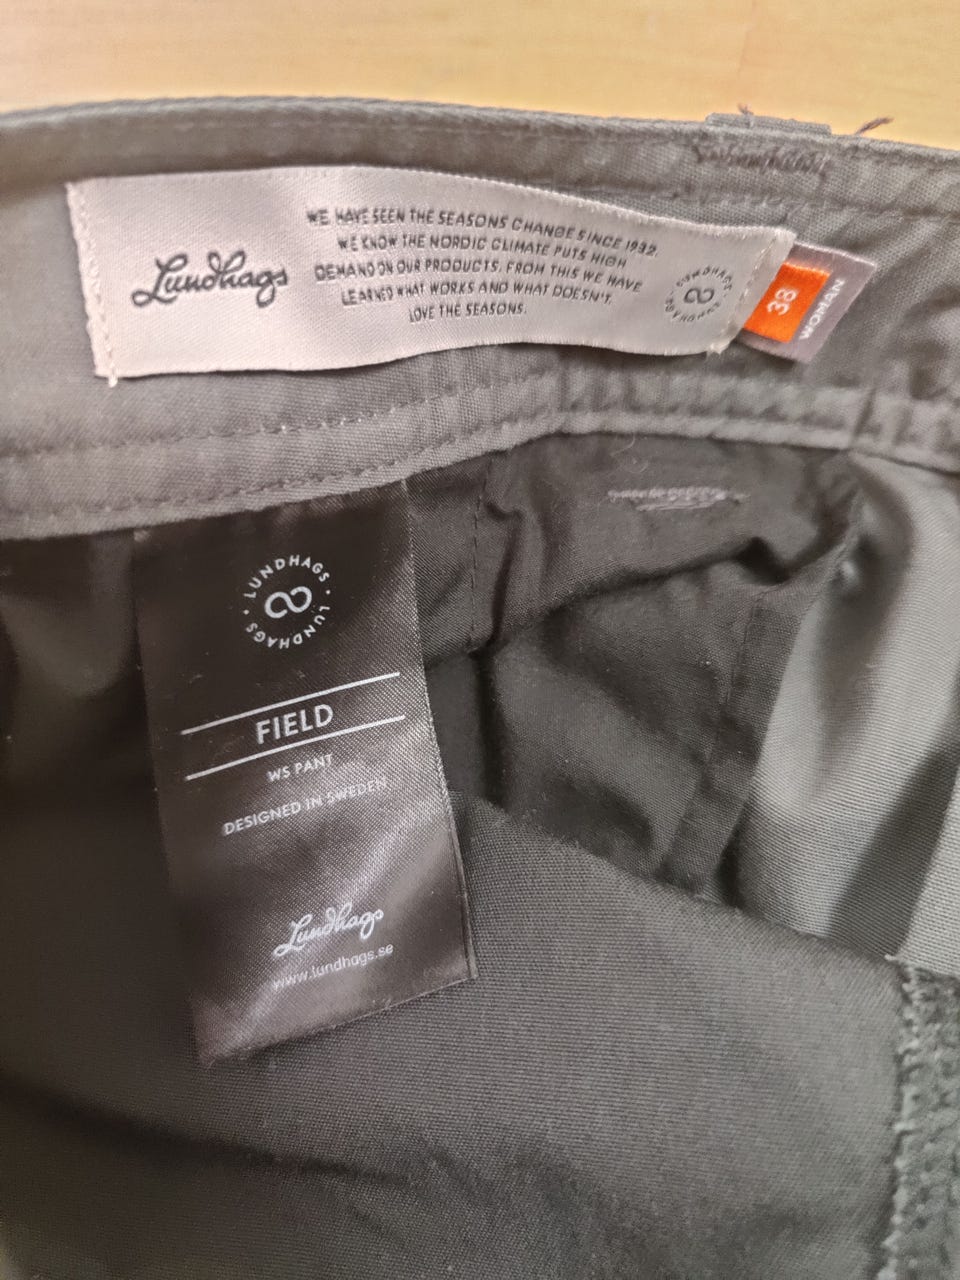 Lundhags
WE HAVE SEEN THE SEASONS CHANGE SINCE 1932.
WE KNOW THE NORDIC CLIMATE PUTS HIGH
DEMAND ON OUR PRODUCTS. FROM THIS WE HAVE
LEARNED WHAT WORKS AND WHAT DOESN'T.
LOVE THE SEASONS.
LUNDHAGS · LUNDHAGS ·
38
WOMAN
LUNDHAGS · LUNDHAGS ·
FIELD
WS PANT
DESIGNED IN SWEDEN
Lundhags
www.lundhags.se